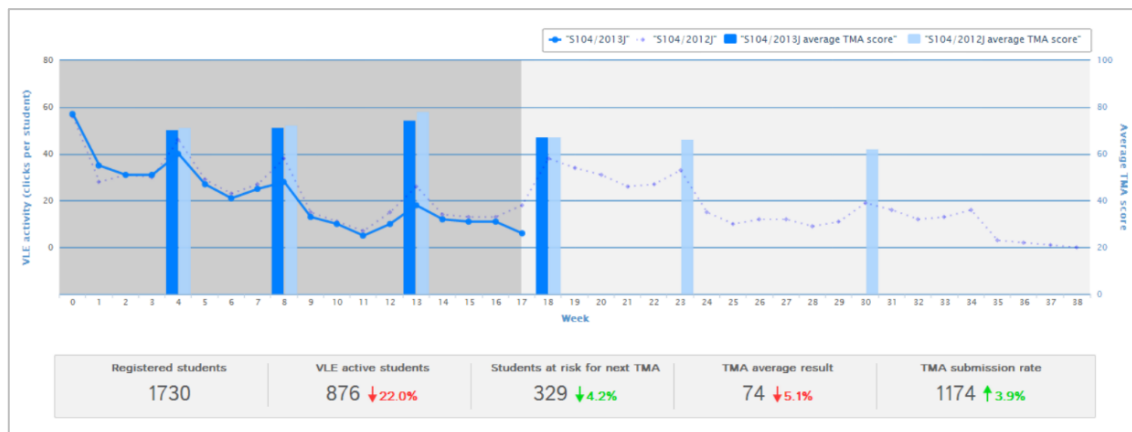 "S104/2013J" "S104/2012J" "S104/2013J average TMA score" "S104/2012J average TMA score"
80
60
40
20
0
VLE activity (clicks per student)
100
80
60
40
20
0
Average TMA score
0 1 2 3 4 5 6 7 8 9 10 11 12 13 14 15 16 17 18 19 20 21 22 23 24 25 26 27 28 29 30 31 32 33 34 35 36 37 38
Week
Registered students VLE active students Students at risk for next TMA TMA average result TMA submission rate
1730 876 ↓22.0% 329 ↓4.2% 74 ↓5.1% 1174 ↑3.9%